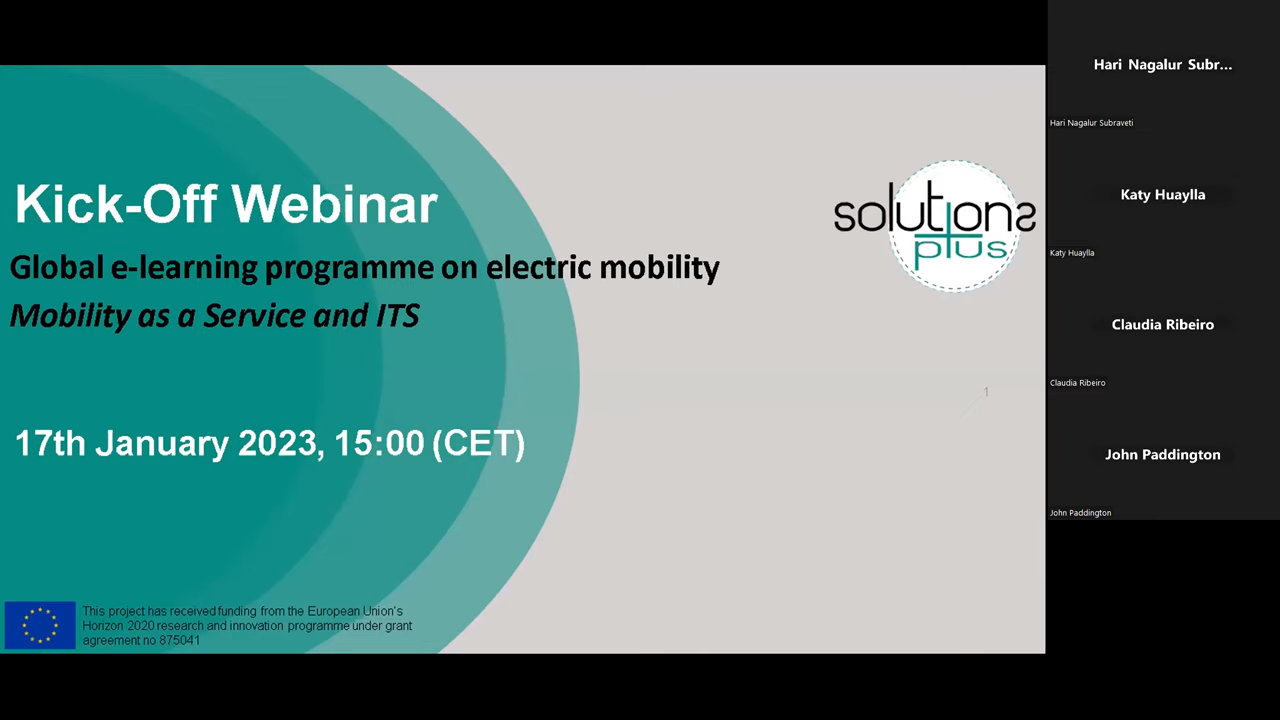 Kick-Off Webinar
Global e-learning programme on electric mobility
Mobility as a Service and ITS
17th January 2023, 15:00 (CET)
solutions
plus
1
This project has received funding from the European Union's
Horizon 2020 research and innovation programme under grant
agreement no 875041
Hari Nagalur Subr...
Hari Nagalur Subraveti
Katy Huaylla
Katy Huaylla
Claudia Ribeiro
Claudia Ribeiro
John Paddington
John Paddington